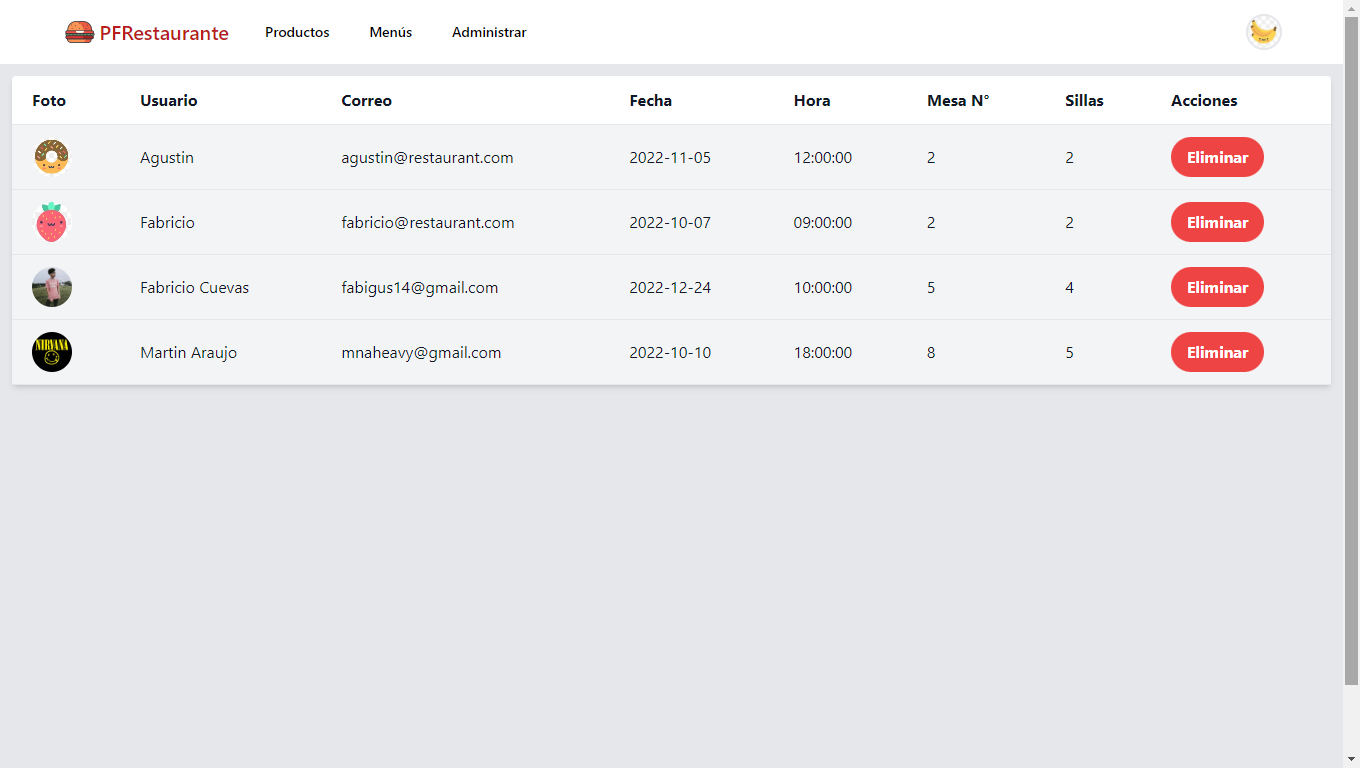 PFRestaurante Productos Menús Administrar
Foto Usuario Correo Fecha Hora Mesa N° Sillas Acciones
Agustin agustin@restaurant.com 2022-11-05 12:00:00 2 2 Eliminar
Fabricio fabricio@restaurant.com 2022-10-07 09:00:00 2 2 Eliminar
Fabricio Cuevas fabigus14@gmail.com 2022-12-24 10:00:00 5 4 Eliminar
NIRVANA Martin Araujo mnaheavy@gmail.com 2022-10-10 18:00:00 8 5 Eliminar